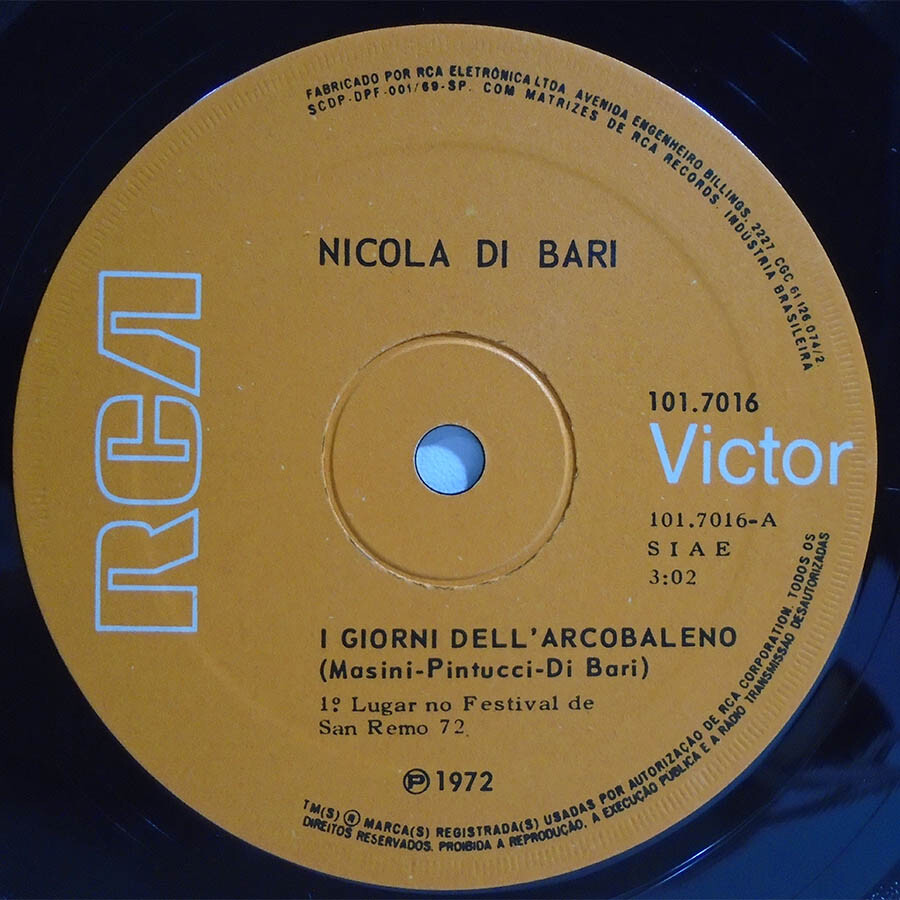 FABRICADO POR RCA ELETRÔNICA LTDA AVENIDA ENGENHEIRO BILLINGS, 2227 CGC 61 126 074/2
SCDP-DPF-001/69-SP. COM MATRIZES DE RCA RECORDS. INDÚSTRIA BRASILEIRA
NICOLA DI BARI
RCA
101.7016
Victor
101.7016-A
SIAE
3:02
I GIORNI DELL'ARCOBALENO
(Masini-Pintucci-Di Bari)
1º Lugar no Festival de
San Remo 72
Ⓟ 1972
TM(S) ® MARCA(S) REGISTRADA(S) USADAS POR AUTORIZAÇÃO DE RCA CORPORATION. TODOS OS
DIREITOS RESERVADOS. PROIBIDA A REPRODUÇÃO, A EXECUÇÃO PÚBLICA E A RÁDIO TRANSMISSÃO DESAUTORIZADAS